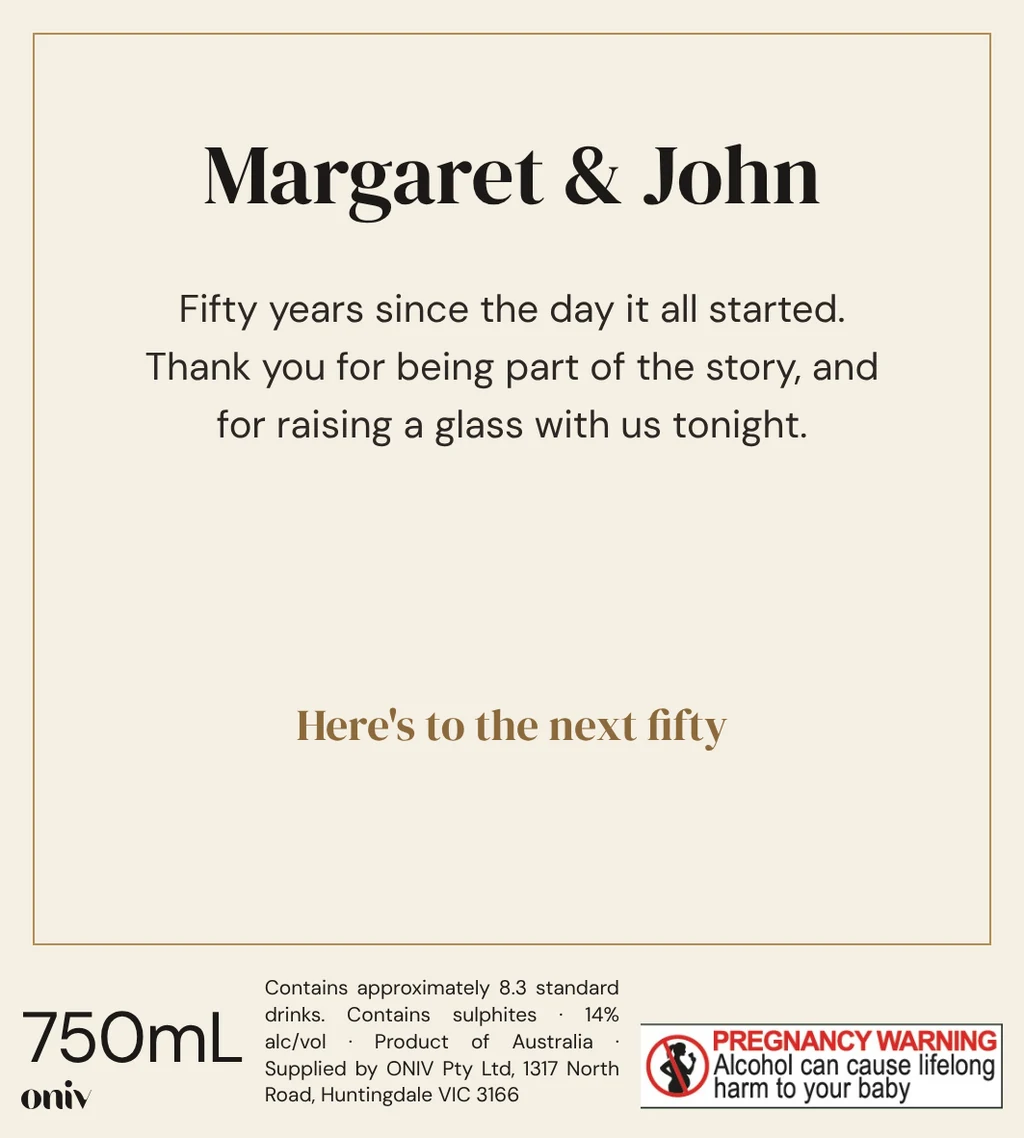 Margaret & John
Fifty years since the day it all started.
Thank you for being part of the story, and
for raising a glass with us tonight.
Here's to the next fifty
750mL
oniv
Contains approximately 8.3 standard
drinks. Contains sulphites · 14%
alc/vol · Product of Australia ·
Supplied by ONIV Pty Ltd, 1317 North
Road, Huntingdale VIC 3166
PREGNANCY WARNING
Alcohol can cause lifelong
harm to your baby